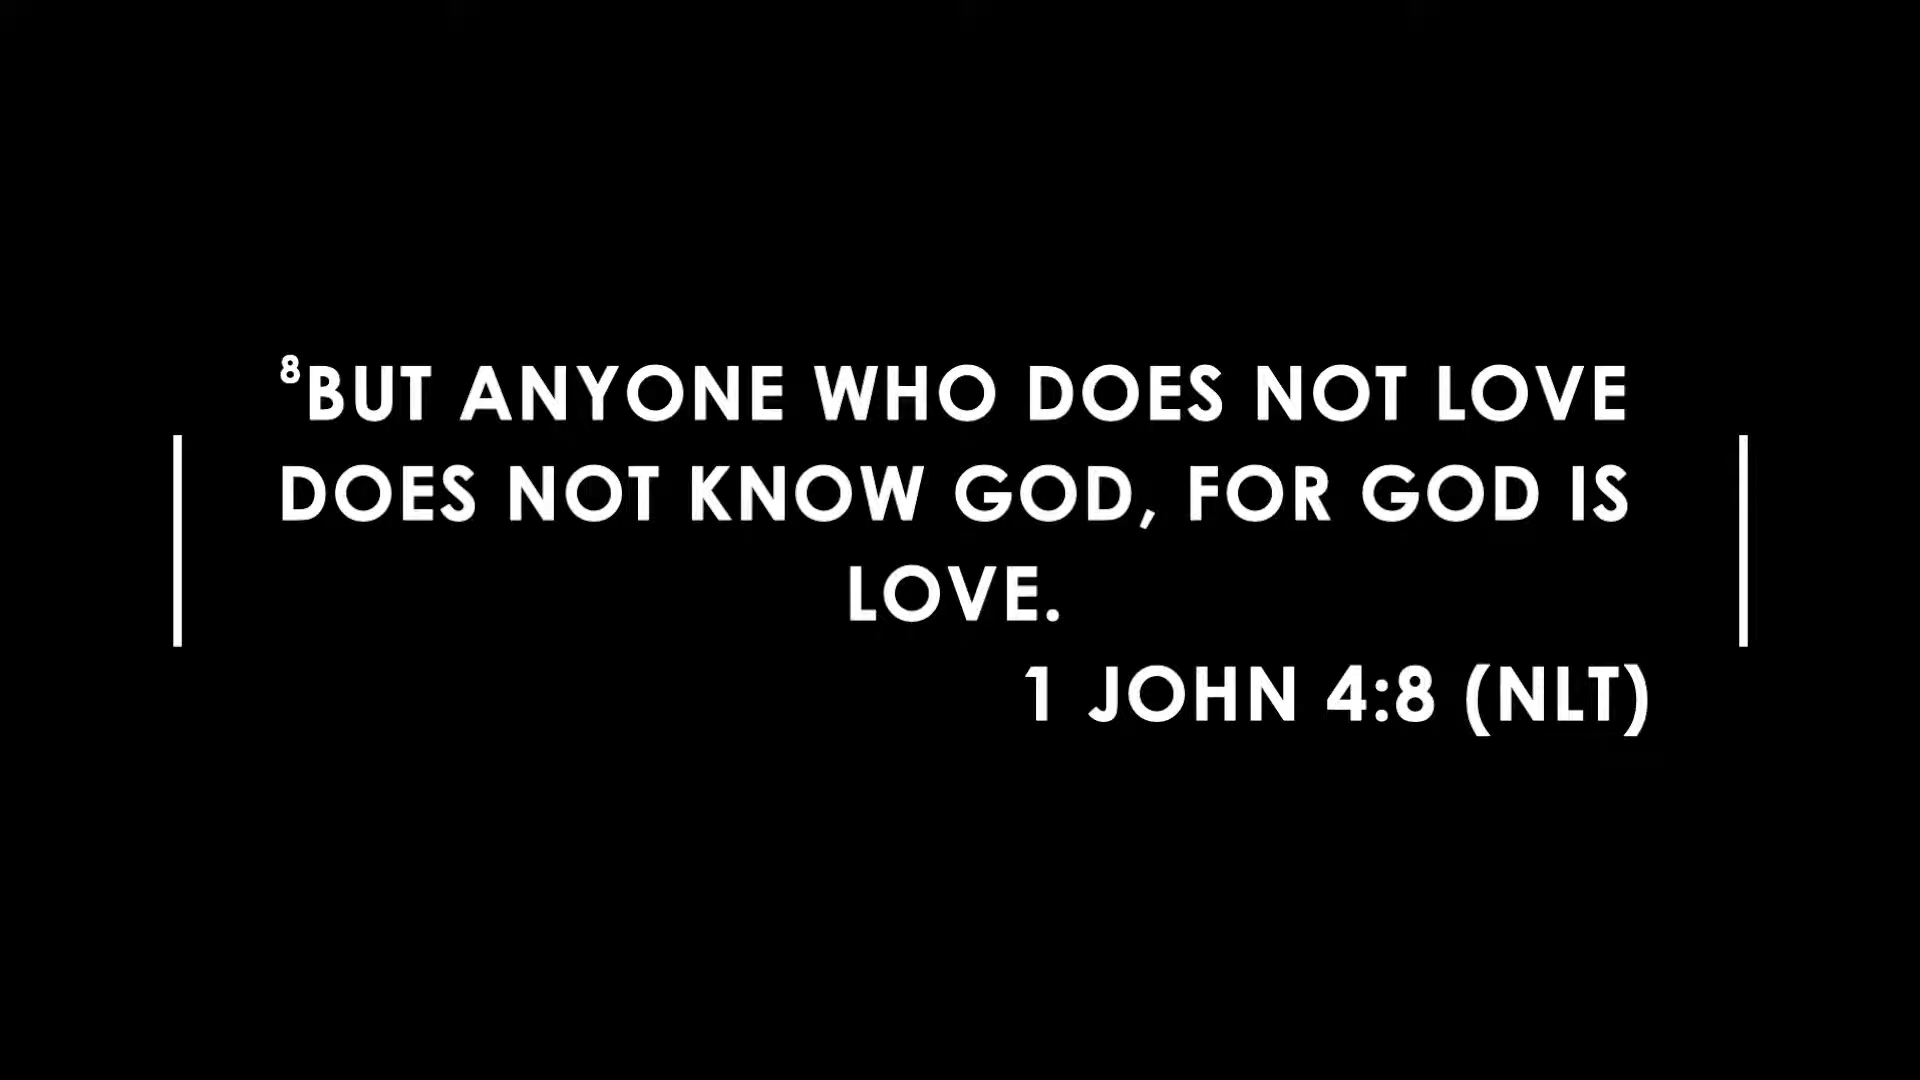 ⁸BUT ANYONE WHO DOES NOT LOVE
DOES NOT KNOW GOD, FOR GOD IS
LOVE.
1 JOHN 4:8 (NLT)